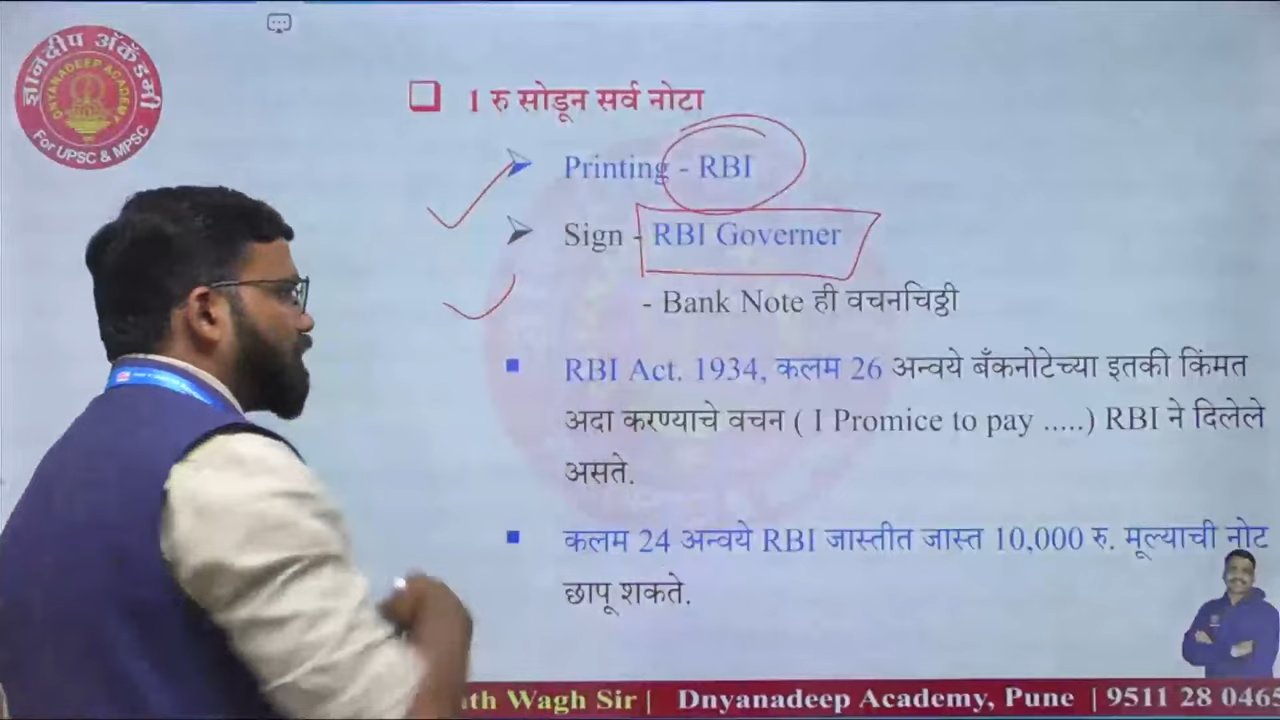 ज्ञानदीप अॅकॅडमी
DNYANADEEP ACADEMY
For UPSC & MPSC
1 रु सोडून सर्व नोटा
Printing - RBI
Sign - RBI Governer
- Bank Note ही वचनचिठ्ठी
RBI Act. 1934, कलम 26 अन्वये बँकनोटेच्या इतकी किंमत
अदा करण्याचे वचन ( I Promice to pay .....) RBI ने दिलेले
असते.
कलम 24 अन्वये RBI जास्तीत जास्त 10,000 रु. मूल्याची नोट
छापू शकते.
Wagh Sir | Dnyanadeep Academy, Pune | 9511 28 0465